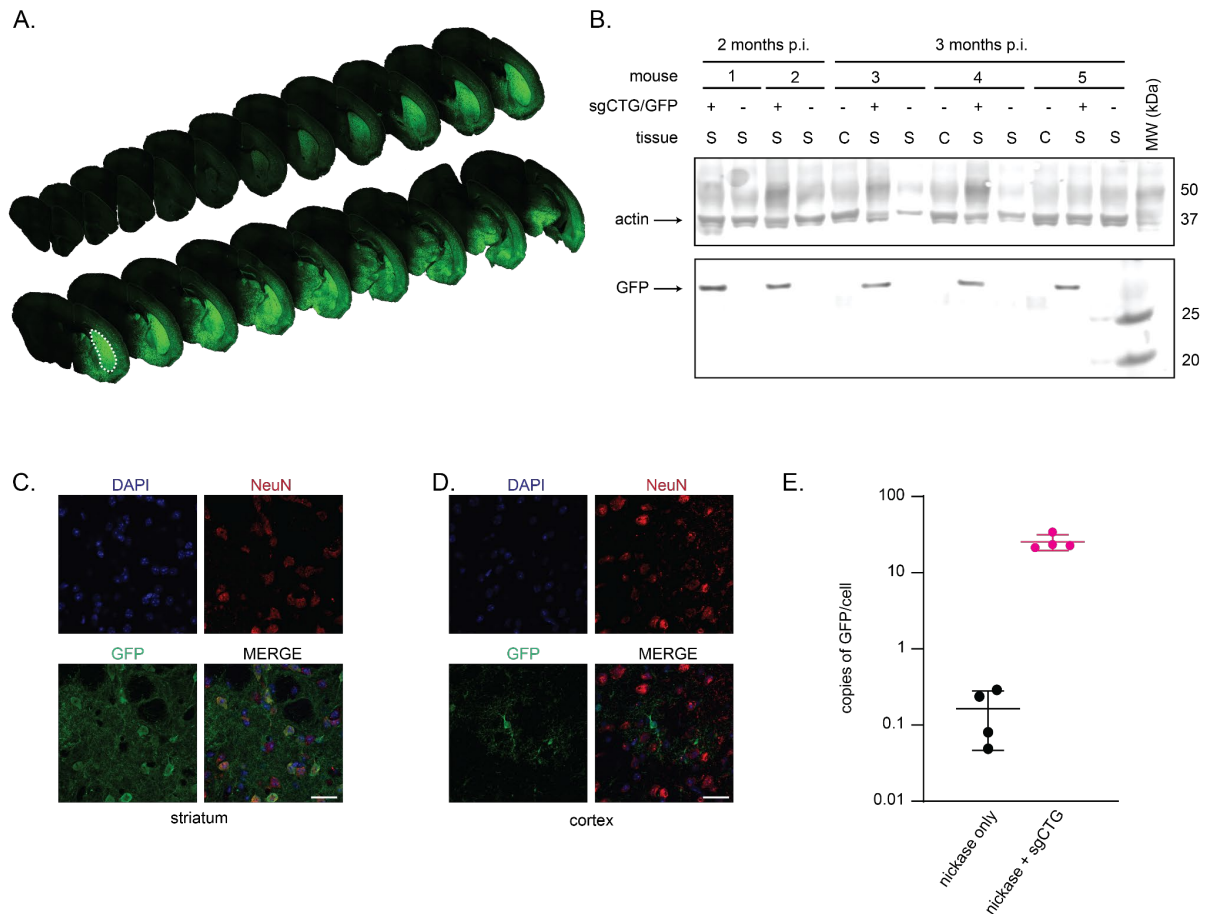 A.
B.
2 months p.i. 3 months p.i.
mouse 1 2 3 4 5
sgCTG/GFP + - + - - + - - + - - + -
tissue S S S S C S S C S S C S S
MW (kDa)
actin
50
37
GFP
25
20
C.
DAPI NeuN
GFP MERGE
striatum
D.
DAPI NeuN
GFP MERGE
cortex
E.
copies of GFP/cell
100
10
1
0.1
0.01
nickase only
nickase + sgCTG